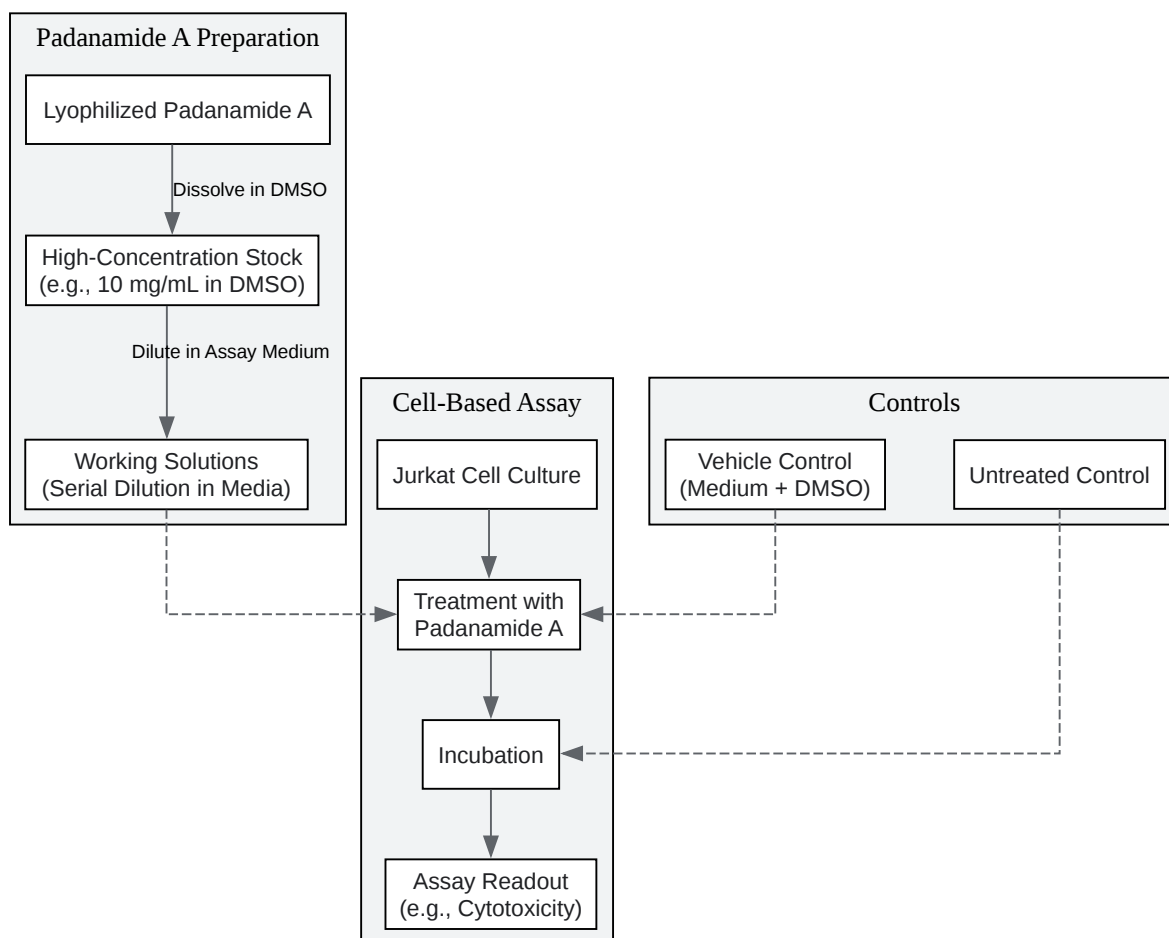 Padanamide A Preparation
Lyophilized Padanamide A
Dissolve in DMSO
High-Concentration Stock
(e.g., 10 mg/mL in DMSO)
Dilute in Assay Medium
Working Solutions
(Serial Dilution in Media)
Cell-Based Assay
Jurkat Cell Culture
Treatment with
Padanamide A
Incubation
Assay Readout
(e.g., Cytotoxicity)
Controls
Vehicle Control
(Medium + DMSO)
Untreated Control